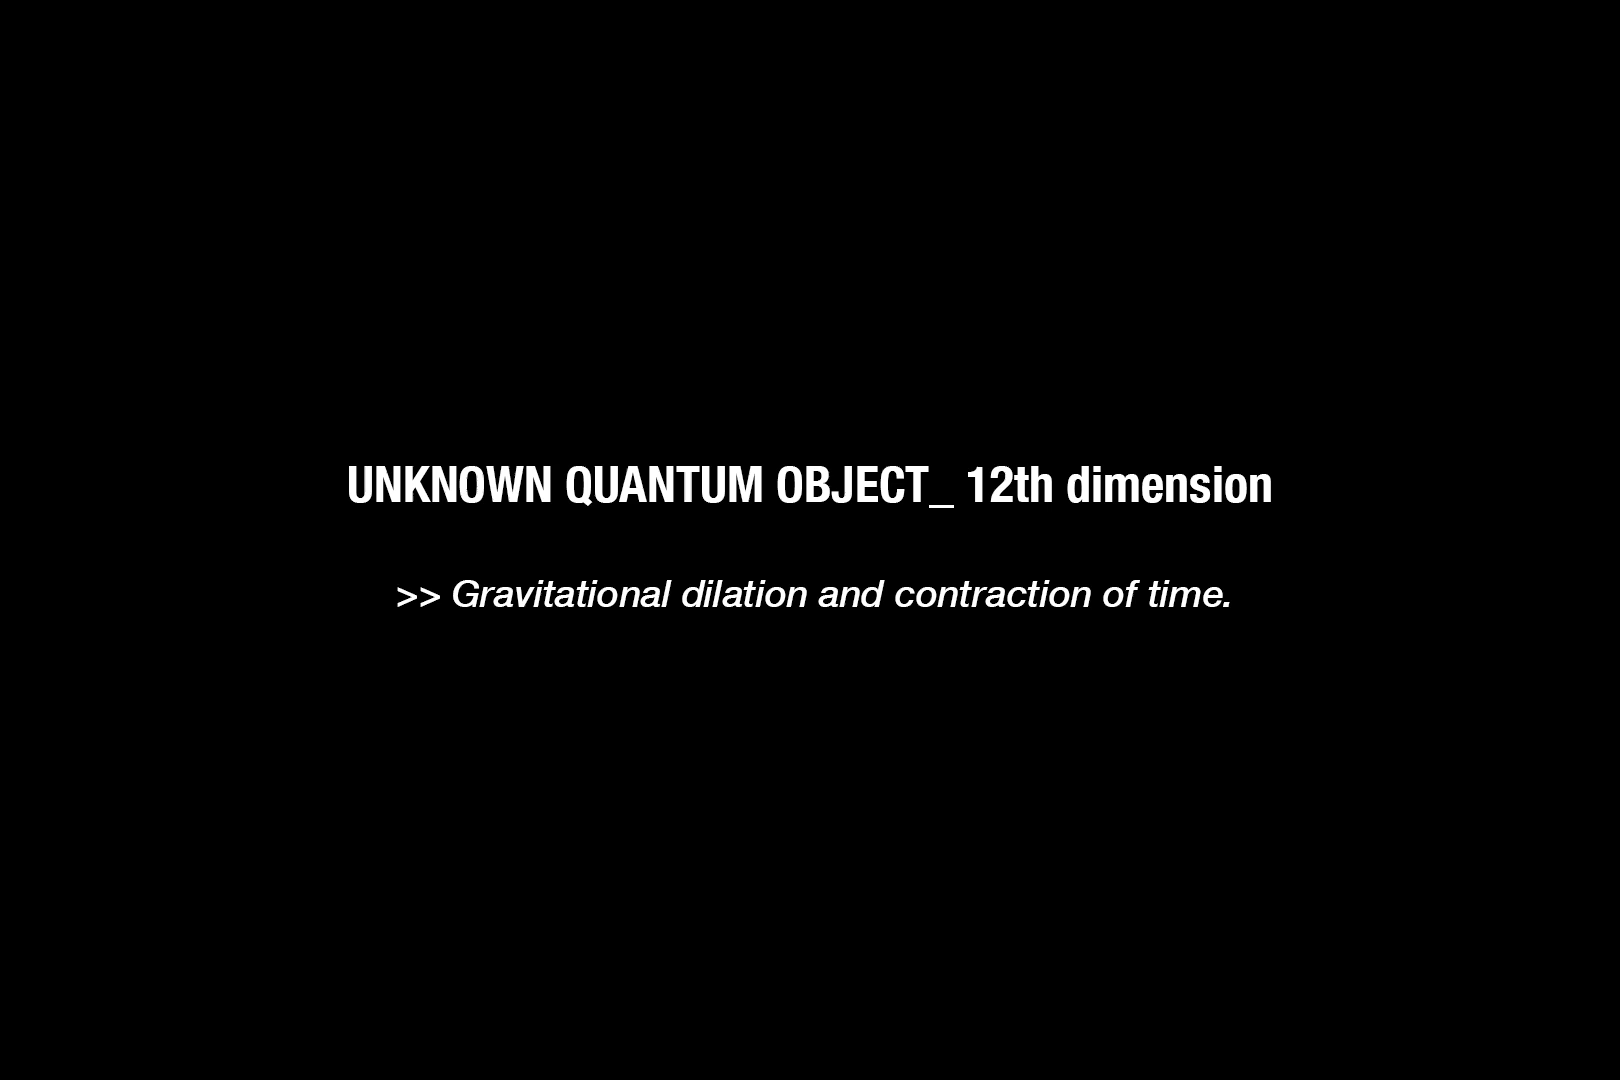 UNKNOWN QUANTUM OBJECT_ 12th dimension
>> Gravitational dilation and contraction of time.